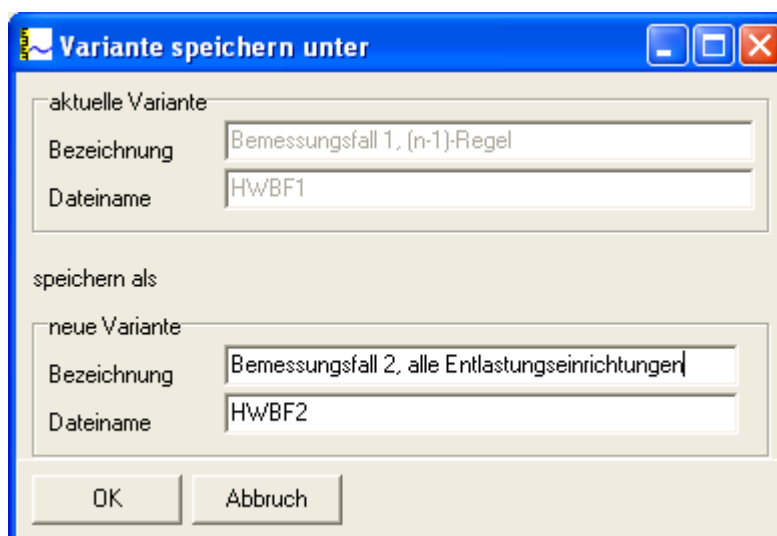 Variante speichern unter
aktuelle Variante
Bezeichnung Bemessungsfall 1, (n-1)-Regel
Dateiname HWBF1
speichern als
neue Variante
Bezeichnung Bemessungsfall 2, alle Entlastungseinrichtungen
Dateiname HWBF2
OK Abbruch